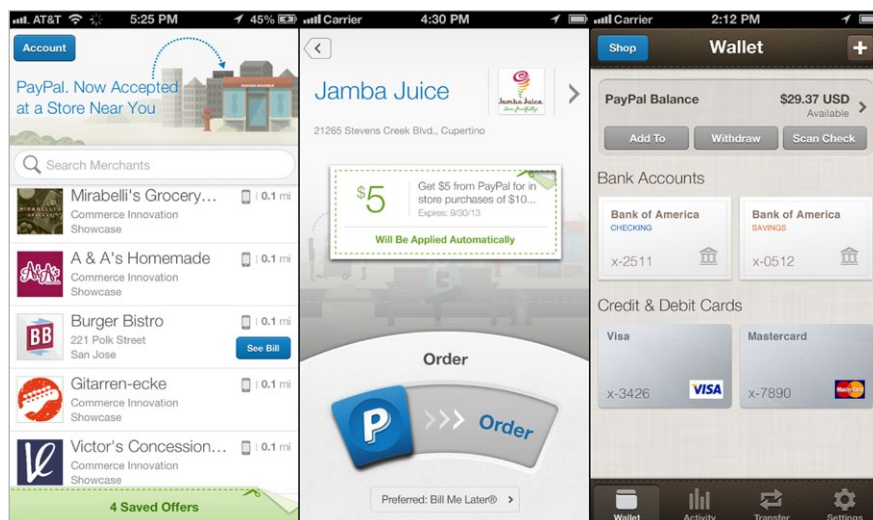 AT&T 5:25 PM 45%
Account
PayPal. Now Accepted
at a Store Near You
Search Merchants
Mirabelli's Grocery... 0.1 mi
Commerce Innovation
Showcase
A & A's Homemade 0.1 mi
Commerce Innovation
Showcase
Burger Bistro 0.1 mi
221 Polk Street
San Jose
See Bill
Gitarren-ecke 0.1 mi
Commerce Innovation
Showcase
Victor's Concession... 0.1 mi
Commerce Innovation
Showcase
4 Saved Offers
Carrier 4:30 PM
Jamba Juice
Jamba Juice
21265 Stevens Creek Blvd., Cupertino
$5
Get $5 from PayPal for in
store purchases of $10...
Expires: 9/30/13
Will Be Applied Automatically
Order
P Order
Preferred: Bill Me Later®
Carrier 2:12 PM
Shop Wallet +
PayPal Balance $29.37 USD
Available
Add To Withdraw Scan Check
Bank Accounts
Bank of America
CHECKING
x-2511
Bank of America
SAVINGS
x-0512
Credit & Debit Cards
Visa
x-3426 VISA
Mastercard
x-7890 MasterCard
Wallet Activity Transfer Settings